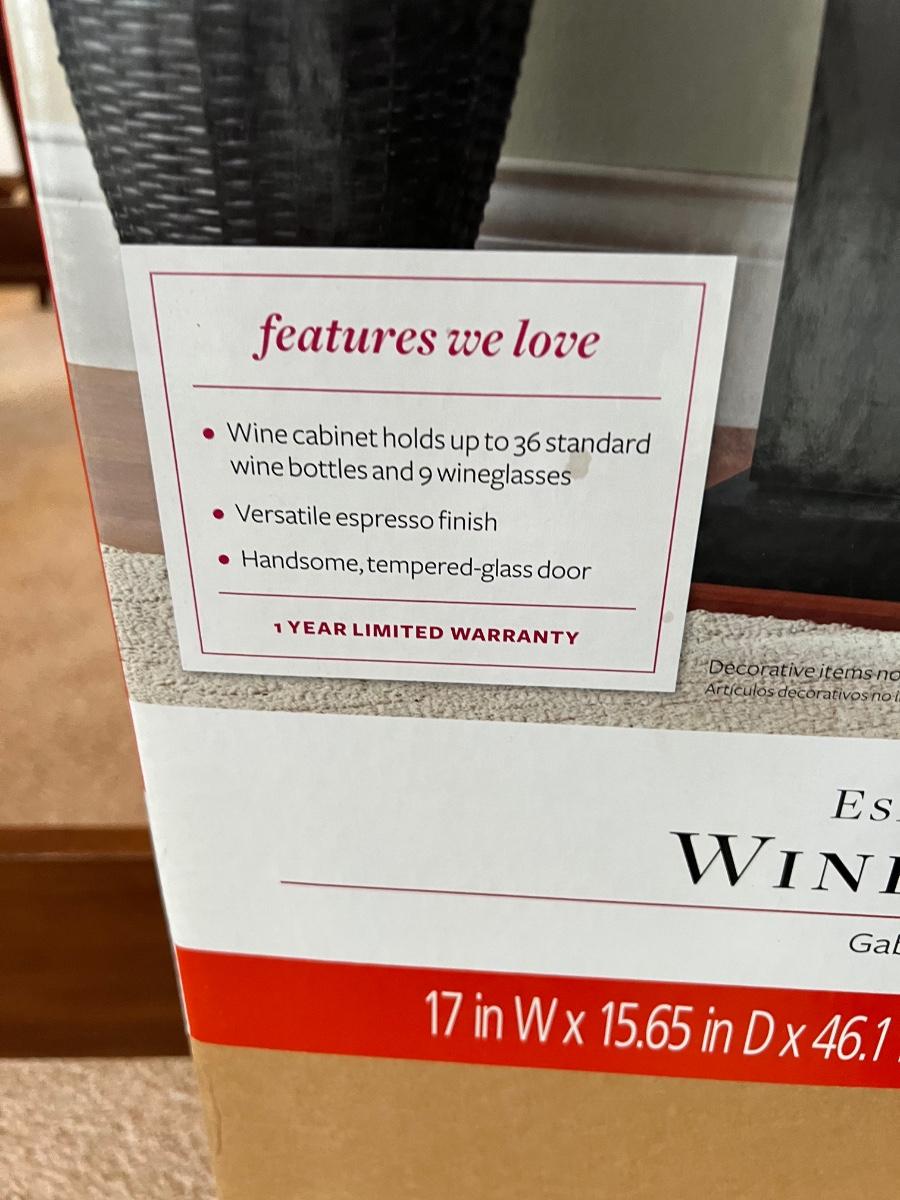 features we love
• Wine cabinet holds up to 36 standard
wine bottles and 9 wineglasses
• Versatile espresso finish
• Handsome, tempered-glass door
1 YEAR LIMITED WARRANTY
Decorative items no
Artículos decorativos no i
Es
WINE
Gab
17 in W x 15.65 in D x 46.1